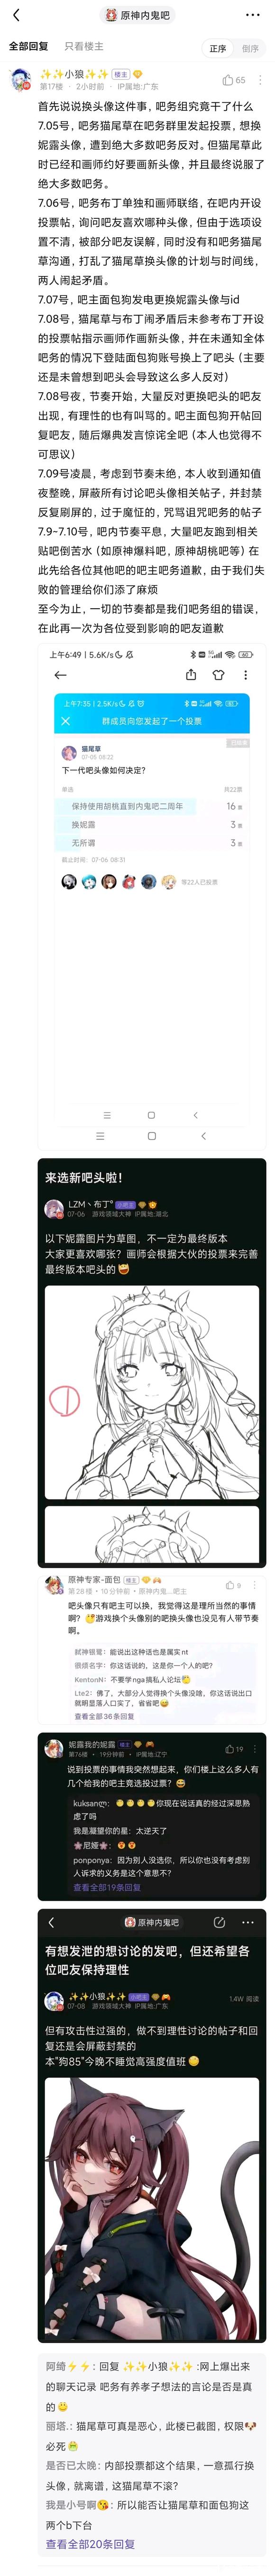 原神内鬼吧
全部回复 只看楼主 正序 倒序
✨✨小狼✨✨ 楼主
第17楼 · 2小时前 · IP属地:广东
65
首先说说换头像这件事,吧务组究竟干了什么
7.05号,吧务猫尾草在吧务群里发起投票,想换
妮露头像,遭到绝大多数吧务反对。但猫尾草此
时已经和画师约好要画新头像,并且最终说服了
绝大多数吧务。
7.06号,吧务布丁单独和画师联络,在吧内开设
投票帖,询问吧友喜欢哪种头像,但由于选项设
置不清,被部分吧友误解,同时没有和吧务猫尾
草沟通,打乱了猫尾草换头像的计划与时间线,
两人闹起矛盾。
7.07号,吧主面包狗发电更换妮露头像与id
7.08号,猫尾草与布丁闹矛盾后未参考布丁开设
的投票帖指示画师作画新头像,并在未通知全体
吧务的情况下登陆面包狗账号换上了吧头(主要
还是未曾想到吧头会导致这么多人反对)
7.08号夜,节奏开始,大量反对更换吧头的吧友
出现,有理性的也有叫骂的。吧主面包狗开帖回
复吧友,随后爆典发言惊诧全吧(本人也觉得不
可思议)
7.09号凌晨,考虑到节奏未绝,本人收到通知值
夜整晚,屏蔽所有讨论吧头像相关帖子,并封禁
反复刷屏的,过于魔怔的,咒骂诅咒吧务的帖子
7.9-7.10号,吧内节奏平息,大量吧友跑到相关
贴吧倒苦水(如原神爆料吧,原神胡桃吧等)在
此先给各位其他吧的吧主吧务道歉,由于我们失
败的管理给你们添了麻烦
至今为止,一切的节奏都是我们吧务组的错误,
在此再一次为各位受到影响的吧友道歉
上午6:49 | 5.6K/s
上午7:35 | 2.5K/s
群成员向您发起了一个投票
猫尾草
07-05 08:22
下一代吧头像如何决定?
单选 共22票
保持使用胡桃直到内鬼吧二周年 16 票
换妮露 3 票
无所谓 3 票
截止时间:07-06 08:31
等22人已投票
来选新吧头啦!
LZM丶布丁° 小吧主
07-06 游戏领域大神 IP属地:湖北
以下妮露图片为草图,不一定为最终版本
大家更喜欢哪张?画师会根据大伙的投票来完善
最终版本吧头的😆
原神专家-面包 楼主
第28楼 · 10分钟前 · 原神内鬼...吧主
9
吧头像只有吧主可以换,我觉得这是理所当然的事情
啊?🤔游戏换个头像别的吧换头像也没见有人带节奏
啊。
弑神银鹭: 能说出这种话也是属实nt
很烦名字: 你这话说的,这是你一个人的吧?
KentonN: 不要学nga搞私人论坛
Lte2: 傻了,大部分人觉得换个头像没啥,你这话说出口
就明显落人口实了,省省吧
查看全部36条回复
妮露我的妮露 楼主
第76楼 · 19分钟前 · IP属地:辽宁
19
说到投票的事情我突然想起来,你们楼上这么多人有
几个给我的吧主竞选投过票?
kuksanლ: 你现在说话真的经过深思熟
虑了吗
我是凝望你的星: 太逆天了
🌸尼娅🌸:
ponponya: 因为别人没选你,所以你也没有考虑别
人诉求的义务是这个意思不?
查看全部19条回复
原神内鬼吧
有想发泄的想讨论的发吧,但还希望各
位吧友保持理性
✨✨小狼✨✨ 小吧主
07-08 游戏领域大神 IP属地:广东
1.4W 阅读
但有攻击性过强的,做不到理性讨论的帖子和回
复还是会封禁的
本"狗85"今晚不睡觉高强度值班
阿绮⚡⚡: 回复 ✨✨小狼✨✨ :网上爆出来
的聊天记录 吧务有养孝子想法的言论是否是真
的
丽塔.: 猫尾草可真是恶心,此楼已截图,权限🐶
必死
是否已太晚: 内部投票都这个结果,一意孤行换
头像,就离谱,这猫尾草不滚?
我是小号啊😘: 所以能否让猫尾草和面包狗这
两个b下台
查看全部20条回复